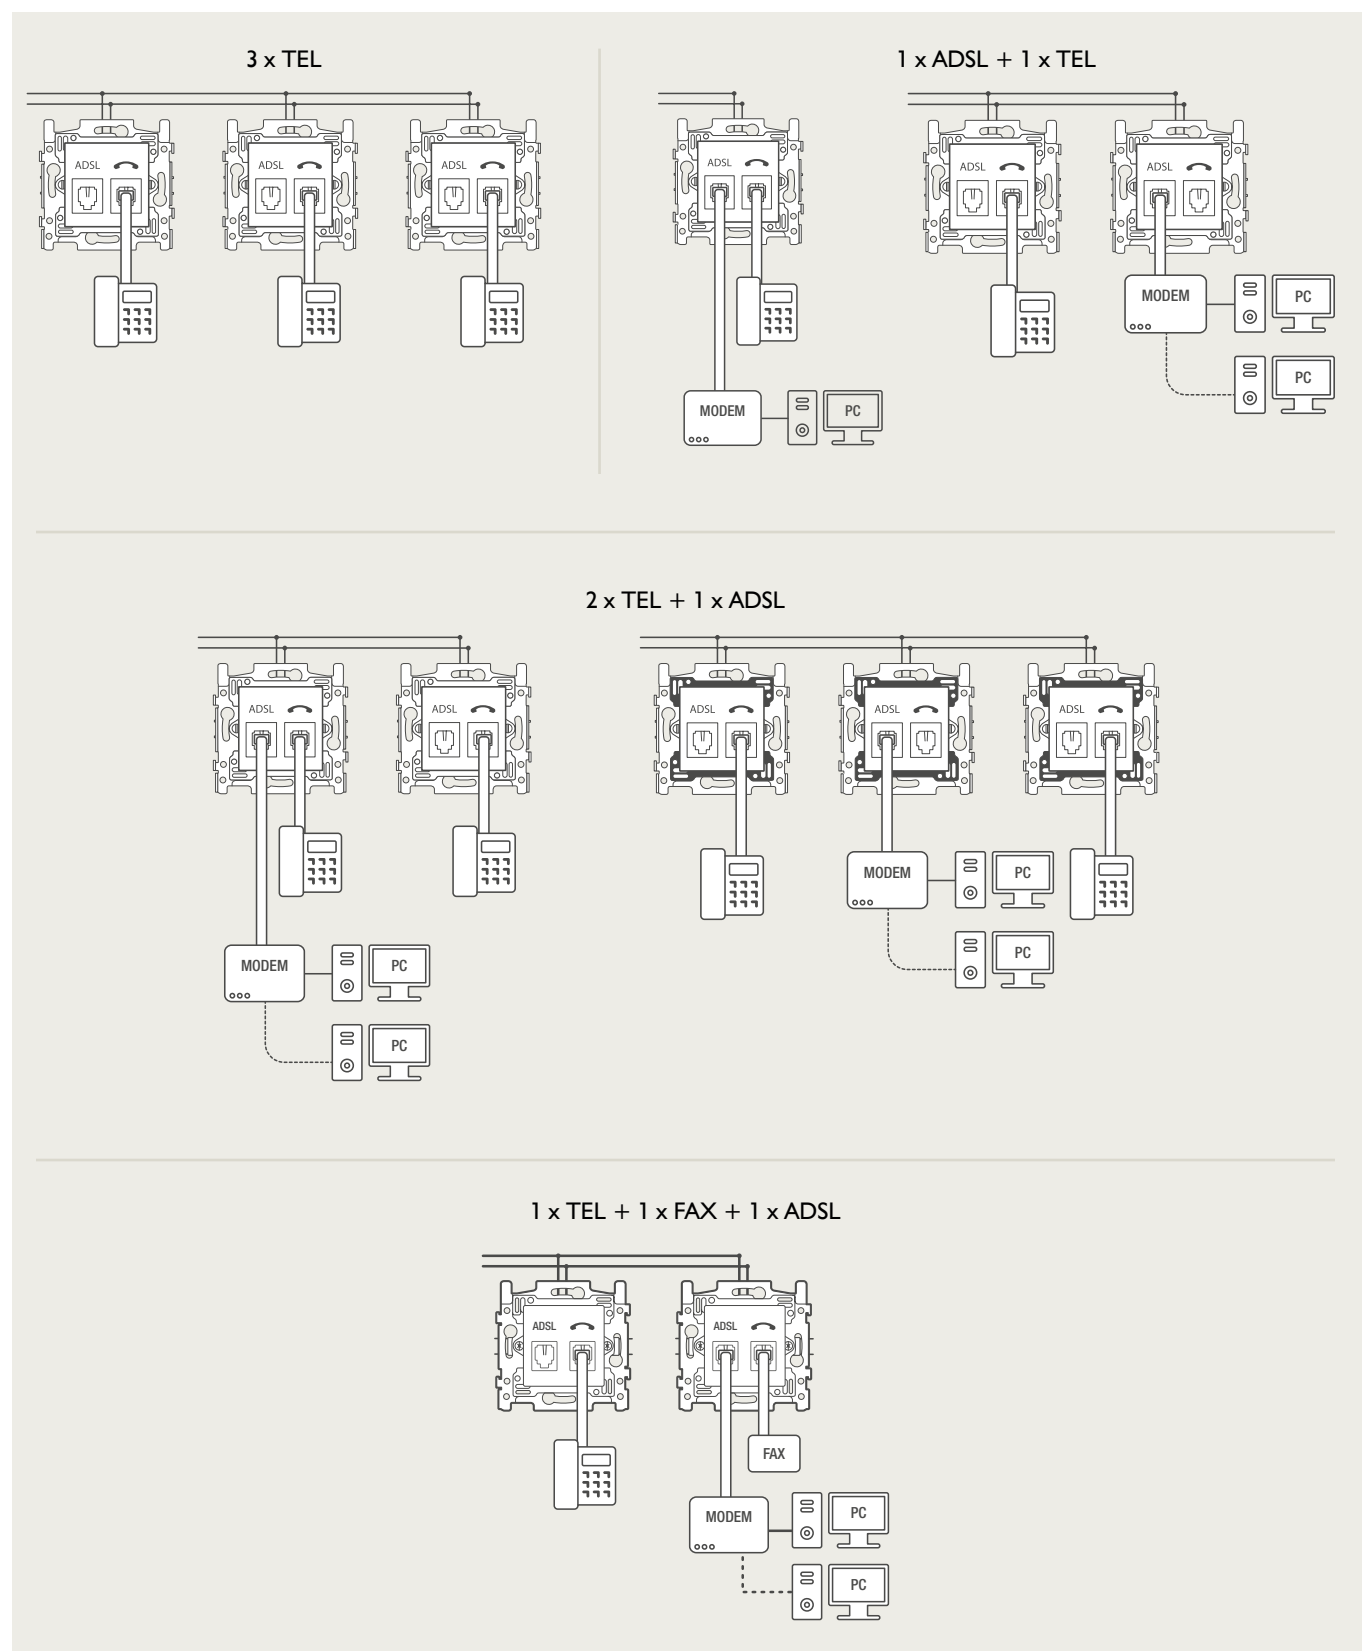 3 x TEL
ADSL
ADSL
ADSL
1 x ADSL + 1 x TEL
ADSL
ADSL
ADSL
MODEM
PC
PC
MODEM
PC
2 x TEL + 1 x ADSL
ADSL
ADSL
MODEM
PC
PC
ADSL
ADSL
ADSL
MODEM
PC
PC
1 x TEL + 1 x FAX + 1 x ADSL
ADSL
ADSL
FAX
MODEM
PC
PC